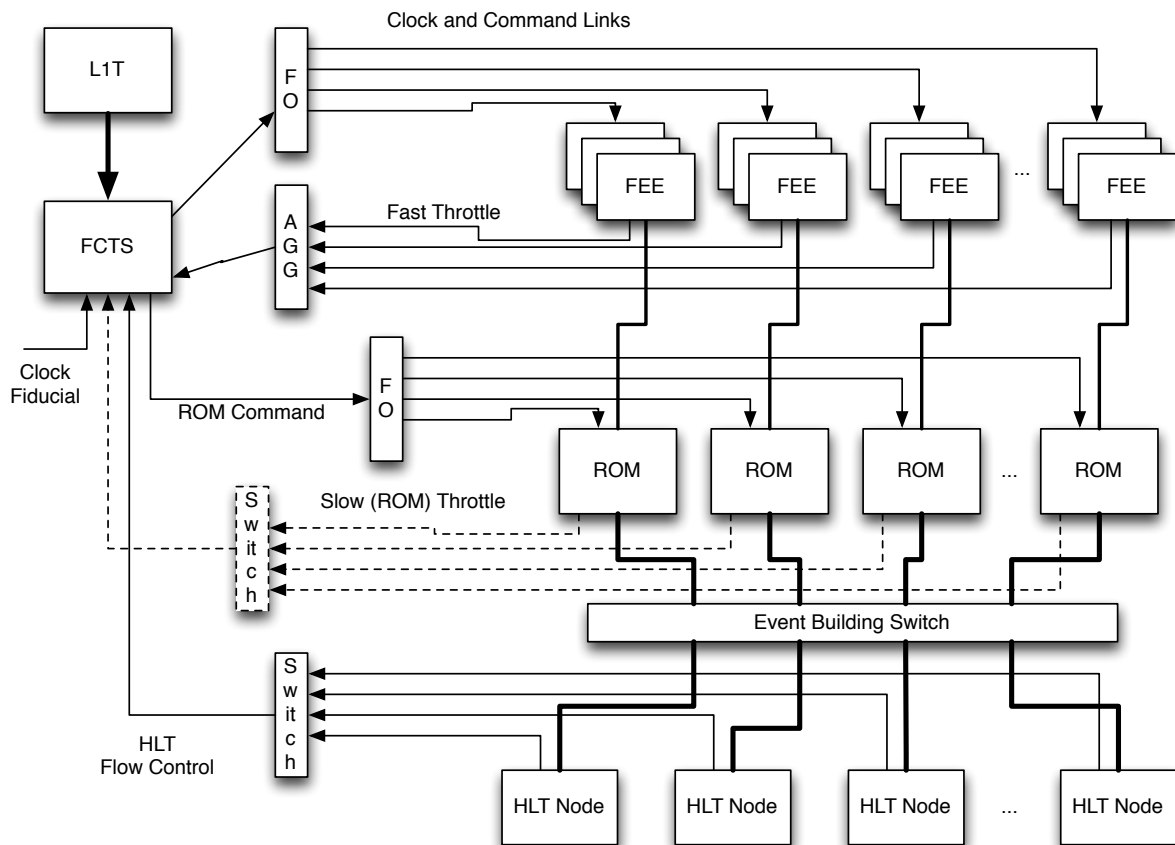 Clock and Command Links
L1T
F
O
FEE
FEE
FEE
...
FEE
FCTS
A
G
G
Fast Throttle
Clock
Fiducial
ROM Command
F
O
ROM
ROM
ROM
...
ROM
Slow (ROM) Throttle
S
w
it
c
h
Event Building Switch
S
w
it
c
h
HLT
Flow Control
HLT Node
HLT Node
HLT Node
...
HLT Node